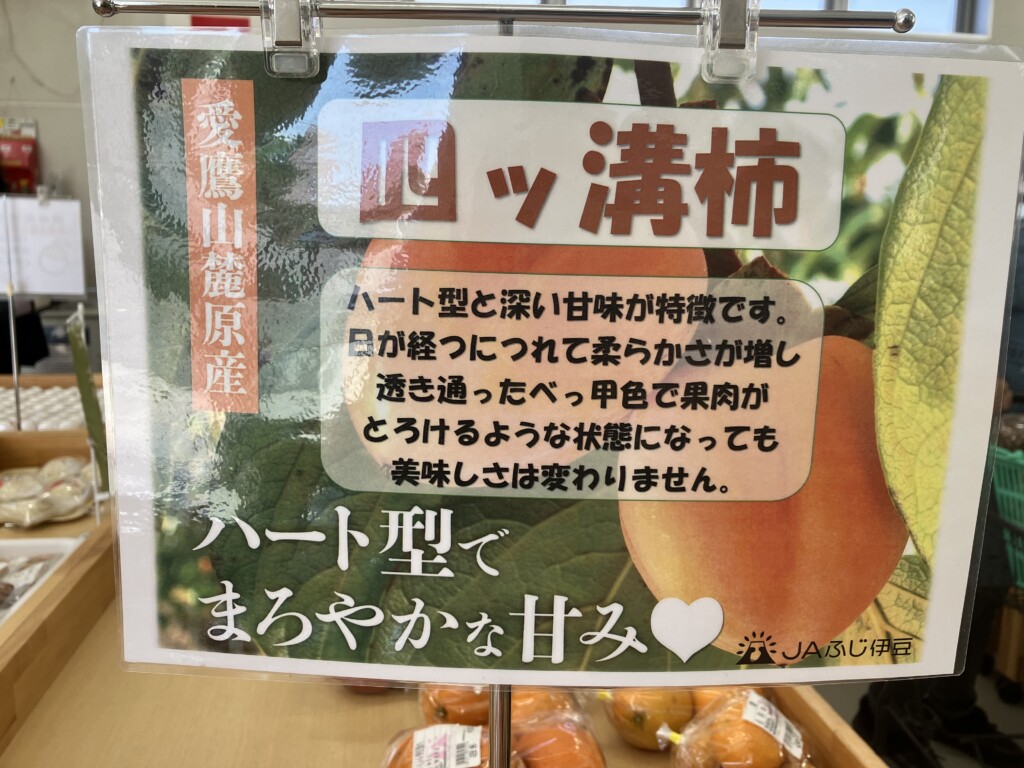 愛鷹山麓原産
四ッ溝柿
ハート型と深い甘味が特徴です。
日が経つにつれて柔らかさが増し
透き通ったべっ甲色で果肉が
とろけるような状態になっても
美味しさは変わりません。
ハート型で
まろやかな甘み♥
JAふじ伊豆